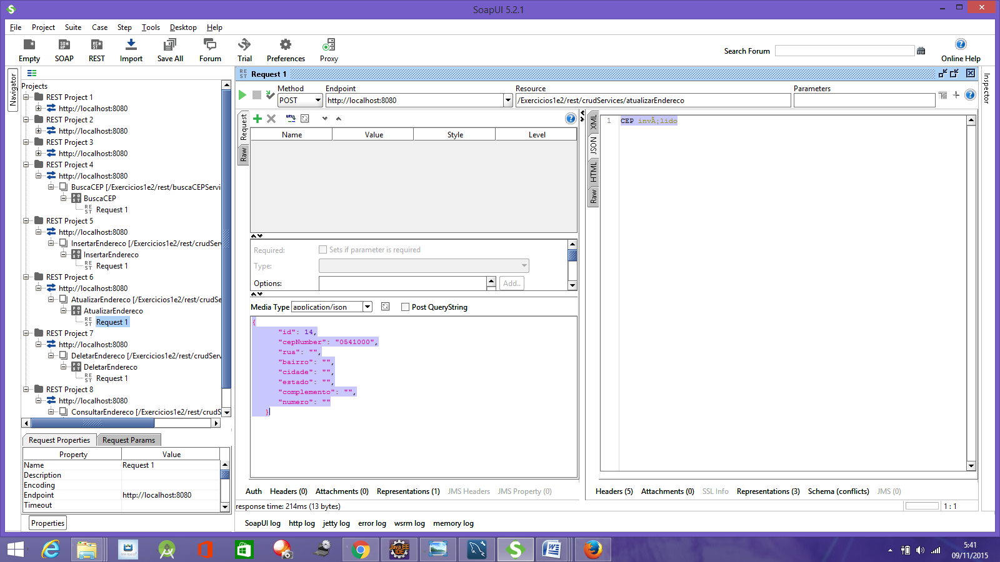 SoapUI 5.2.1
File Project Suite Case Step Tools Desktop Help
Empty SOAP REST Import Save All Forum Trial Preferences Proxy
Search Forum
Online Help
Navigator
Projects
REST Project 1
http://localhost:8080
REST Project 2
http://localhost:8080
REST Project 3
http://localhost:8080
REST Project 4
http://localhost:8080
BuscaCEP [/Exercicios1e2/rest/buscaCEPServi
BuscaCEP
Request 1
REST Project 5
http://localhost:8080
InsertarEndereco [/Exercicios1e2/rest/crudSer
InsertarEndereco
Request 1
REST Project 6
http://localhost:8080
AtualizarEndereco [/Exercicios1e2/rest/crudSe
AtualizarEndereco
Request 1
REST Project 7
http://localhost:8080
DeletarEndereco [/Exercicios1e2/rest/crudServ
DeletarEndereco
Request 1
REST Project 8
http://localhost:8080
ConsultarEndereco [/Exercicios1e2/rest/crudS
Request Properties Request Params
Property Value
Name Request 1
Description
Encoding
Endpoint http://localhost:8080
Timeout
Properties
Request 1
Method Endpoint Resource Parameters
POST http://localhost:8080 /Exercicios1e2/rest/crudServices/atualizarEndereco
Inspector
Request
Raw
Name Value Style Level
Required: Sets if parameter is required
Type:
Options: Add..
Media Type application/json Post QueryString
{
"id": 14,
"cepNumber": "0541000",
"rua": "",
"bairro": "",
"cidade": "",
"estado": "",
"complemento": "",
"numero": ""
}
Auth Headers (0) Attachments (0) Representations (1) JMS Headers JMS Property (0)
XML
JSON
HTML
Raw
1 CEP invÃ¡lido
Headers (5) Attachments (0) SSL Info Representations (3) Schema (conflicts) JMS (0)
response time: 214ms (13 bytes)
1 : 1
SoapUI log http log jetty log error log wsrm log memory log
Java EE
IDE
5:41
09/11/2015